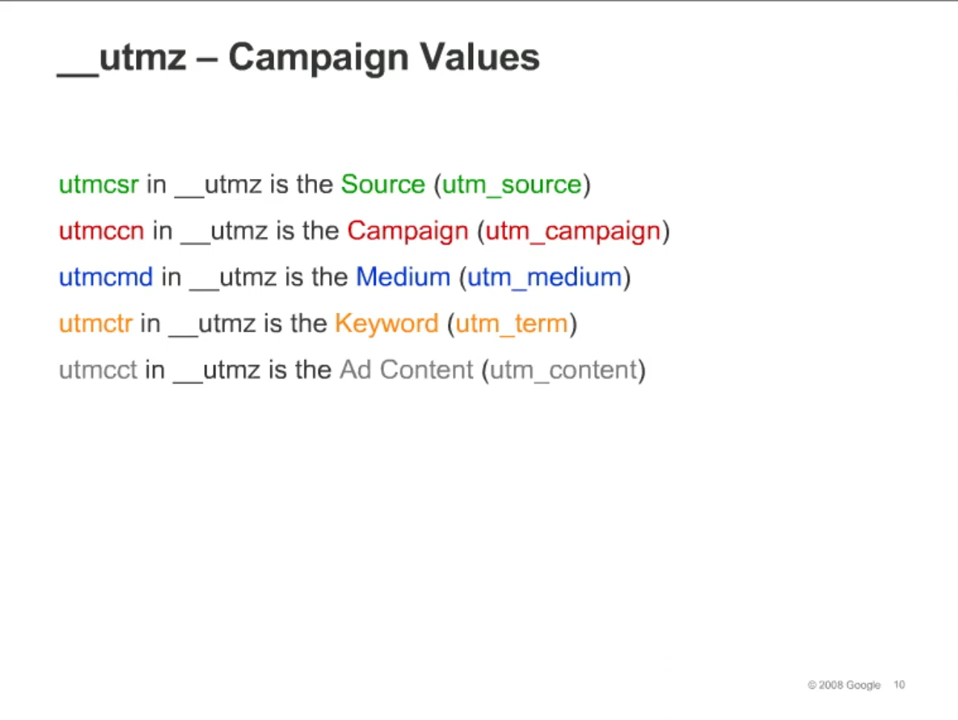 __utmz – Campaign Values
utmcsr in __utmz is the Source (utm_source)
utmccn in __utmz is the Campaign (utm_campaign)
utmcmd in __utmz is the Medium (utm_medium)
utmctr in __utmz is the Keyword (utm_term)
utmcct in __utmz is the Ad Content (utm_content)
© 2008 Google 10